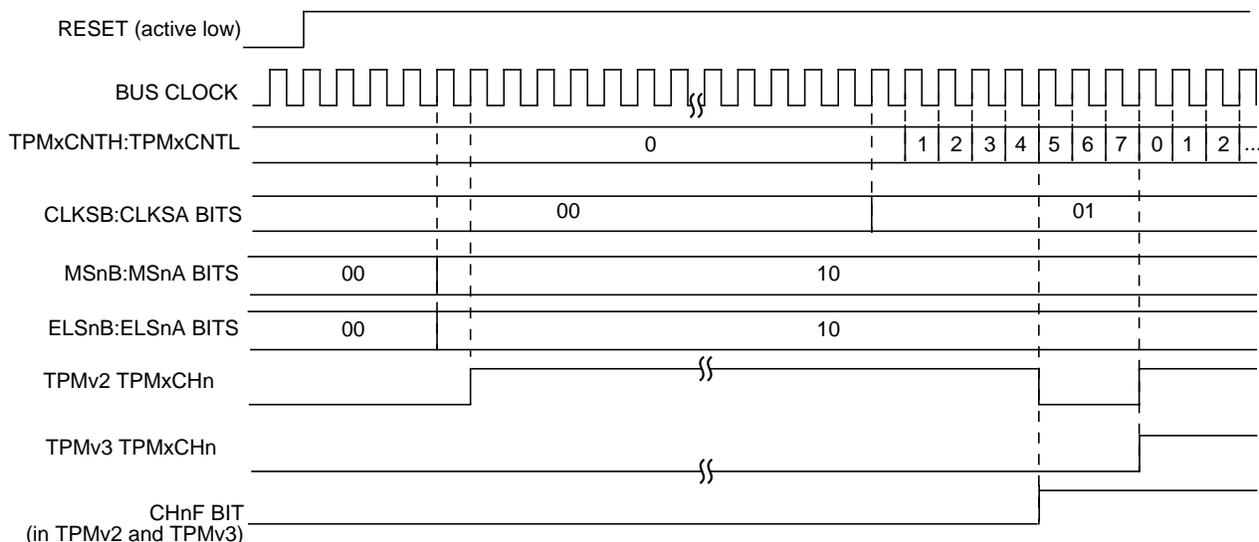 RESET (active low)
BUS CLOCK
TPMxCNTH:TPMxCNTL 0 1 2 3 4 5 6 7 0 1 2 ...
CLKSB:CLKSA BITS 00 01
MSnB:MSnA BITS 00 10
ELSnB:ELSnA BITS 00 10
TPMv2 TPMxCHn
TPMv3 TPMxCHn
CHnF BIT
(in TPMv2 and TPMv3)